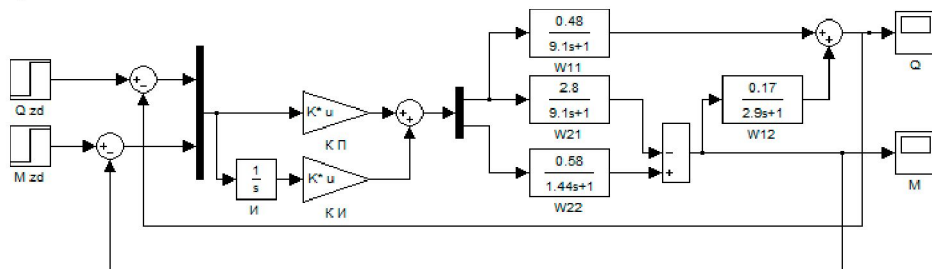 0.48
9.1s+1
W11
Q
Q zd
2.8
9.1s+1
W21
0.17
2.9s+1
W12
K* u
К П
M zd
1
s
И
K* u
К И
0.58
1.44s+1
W22
M